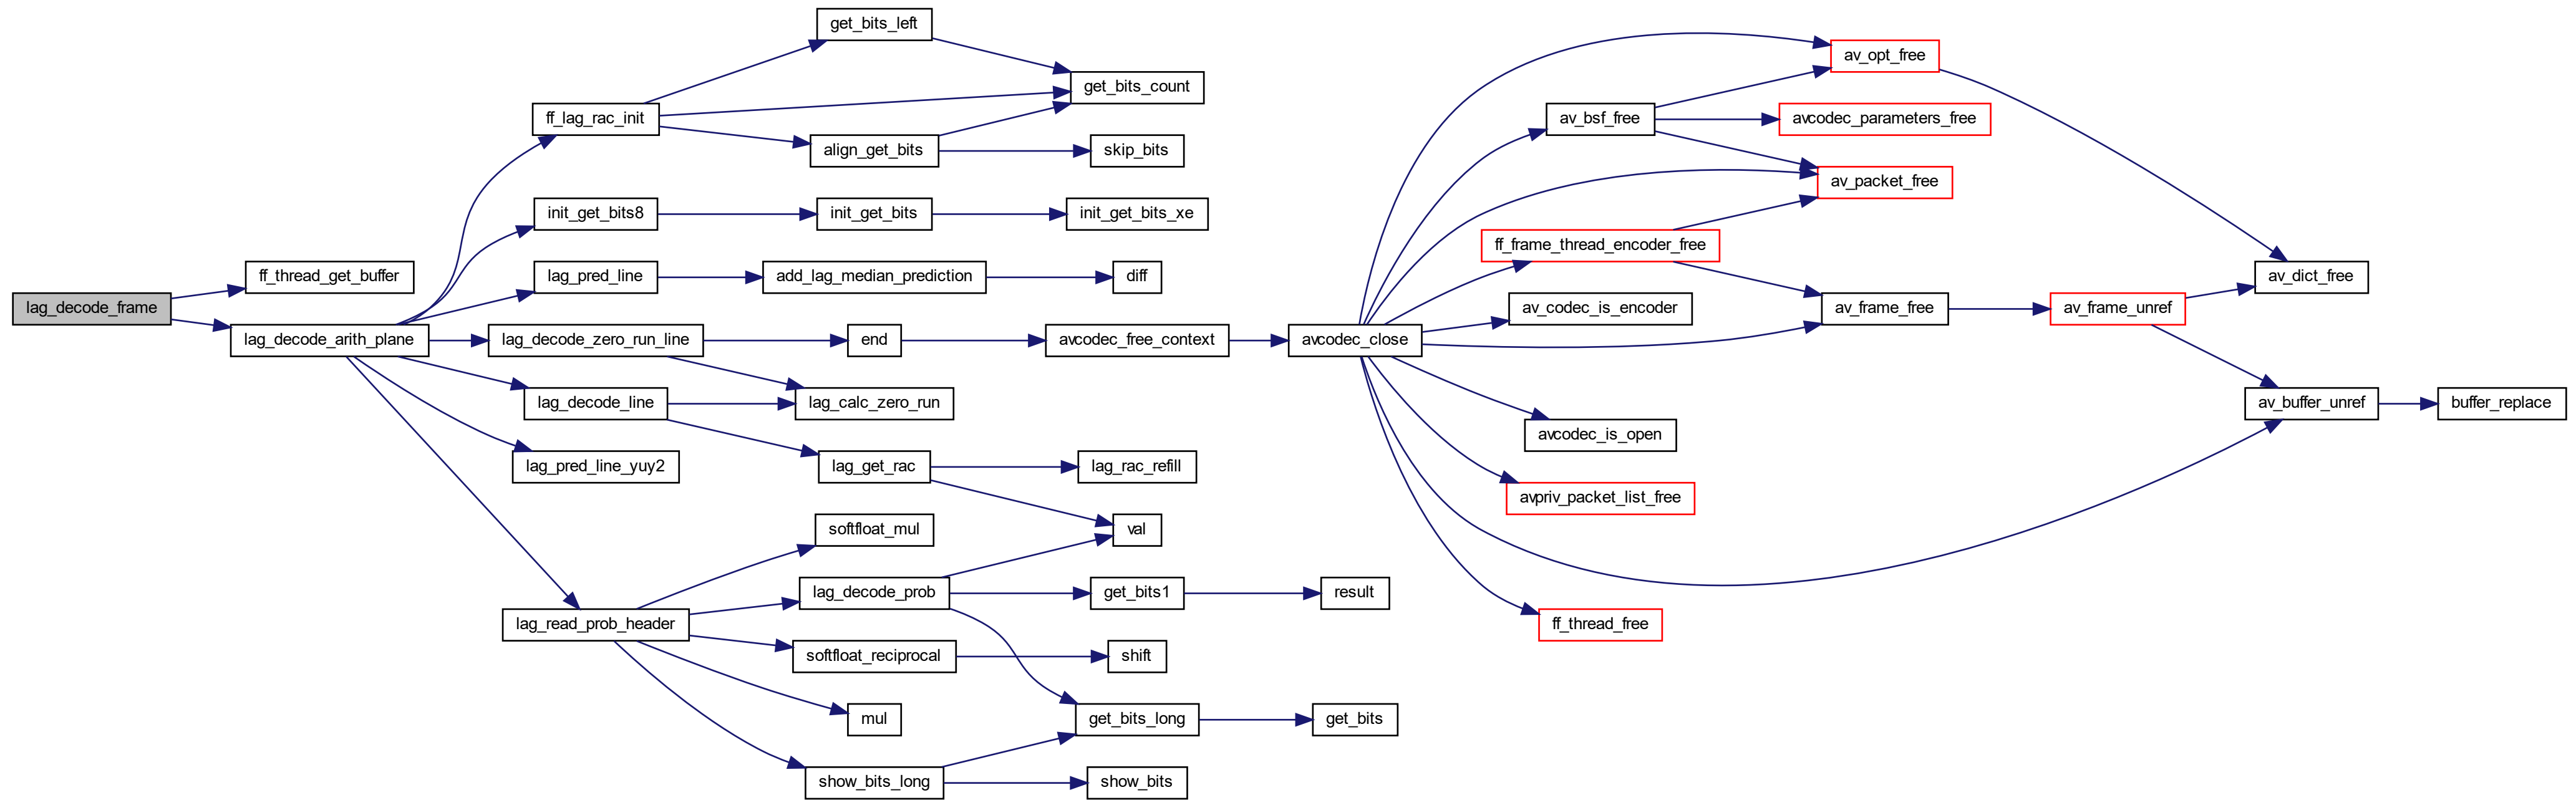 lag_decode_frame
ff_thread_get_buffer
lag_decode_arith_plane
ff_lag_rac_init
init_get_bits8
lag_pred_line
lag_decode_zero_run_line
lag_decode_line
lag_pred_line_yuy2
lag_read_prob_header
get_bits_left
align_get_bits
init_get_bits
add_lag_median_prediction
end
lag_calc_zero_run
lag_get_rac
softfloat_mul
lag_decode_prob
softfloat_reciprocal
mul
show_bits_long
get_bits_count
skip_bits
init_get_bits_xe
diff
avcodec_free_context
lag_rac_refill
val
get_bits1
shift
get_bits_long
show_bits
avcodec_close
result
get_bits
av_bsf_free
ff_frame_thread_encoder_free
av_codec_is_encoder
avcodec_is_open
avpriv_packet_list_free
ff_thread_free
av_opt_free
avcodec_parameters_free
av_packet_free
av_frame_free
av_frame_unref
av_dict_free
av_buffer_unref
buffer_replace